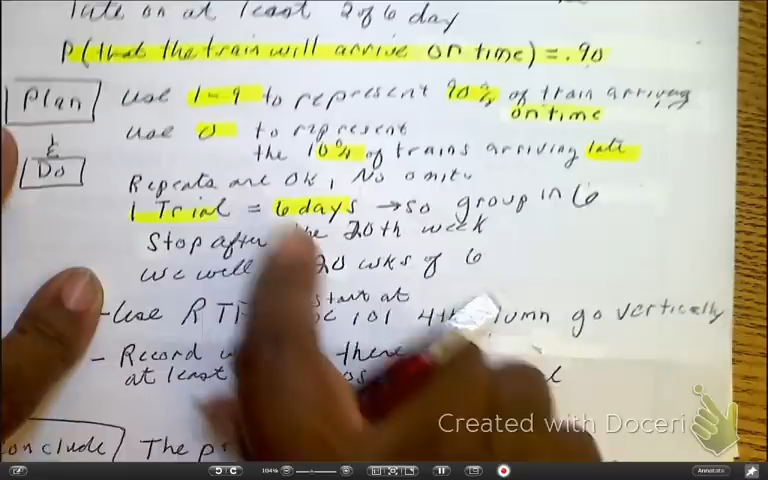 late on at least 2 of 6 day
P(that the train will arrive on time) = .90
Plan
Use 1-9 to represent 90% of train arriving
on time
Use 0 to represent
the 10% of trains arriving late
&
Do
Repeats are OK, No omits
1 Trial = 6 days → so group in 6
Stop after the 20th week
we will 20 wks of 6
- Use R T start at
101 4th column go vertically
- Record there
at least
Conclude The
Created with Doceri
104%
Annotate